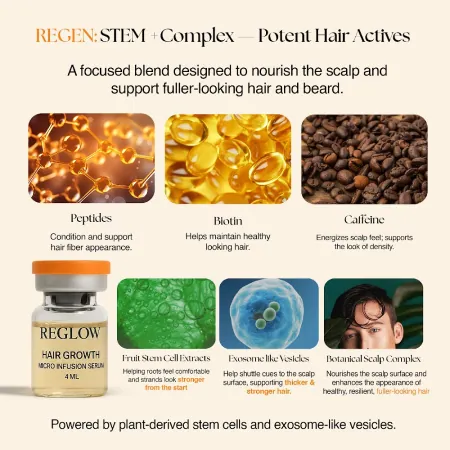 REGEN: STEM + Complex — Potent Hair Actives
A focused blend designed to nourish the scalp and
support fuller-looking hair and beard.
Peptides
Condition and support
hair fiber appearance.
Biotin
Helps maintain healthy
looking hair.
Caffeine
Energizes scalp feel; supports
the look of density.
REGLOW
HAIR GROWTH
MICRO INFUSION SERUM
4 ML
Fruit Stem Cell Extracts
Helping roots feel comfortable
and strands look stronger
from the start
Exosome like Vesicles
Help shuttle cues to the scalp
surface, supporting thicker &
stronger hair.
Botanical Scalp Complex
Nourishes the scalp surface and
enhances the appearance of
healthy, resilient, fuller-looking hair
Powered by plant-derived stem cells and exosome-like vesicles.